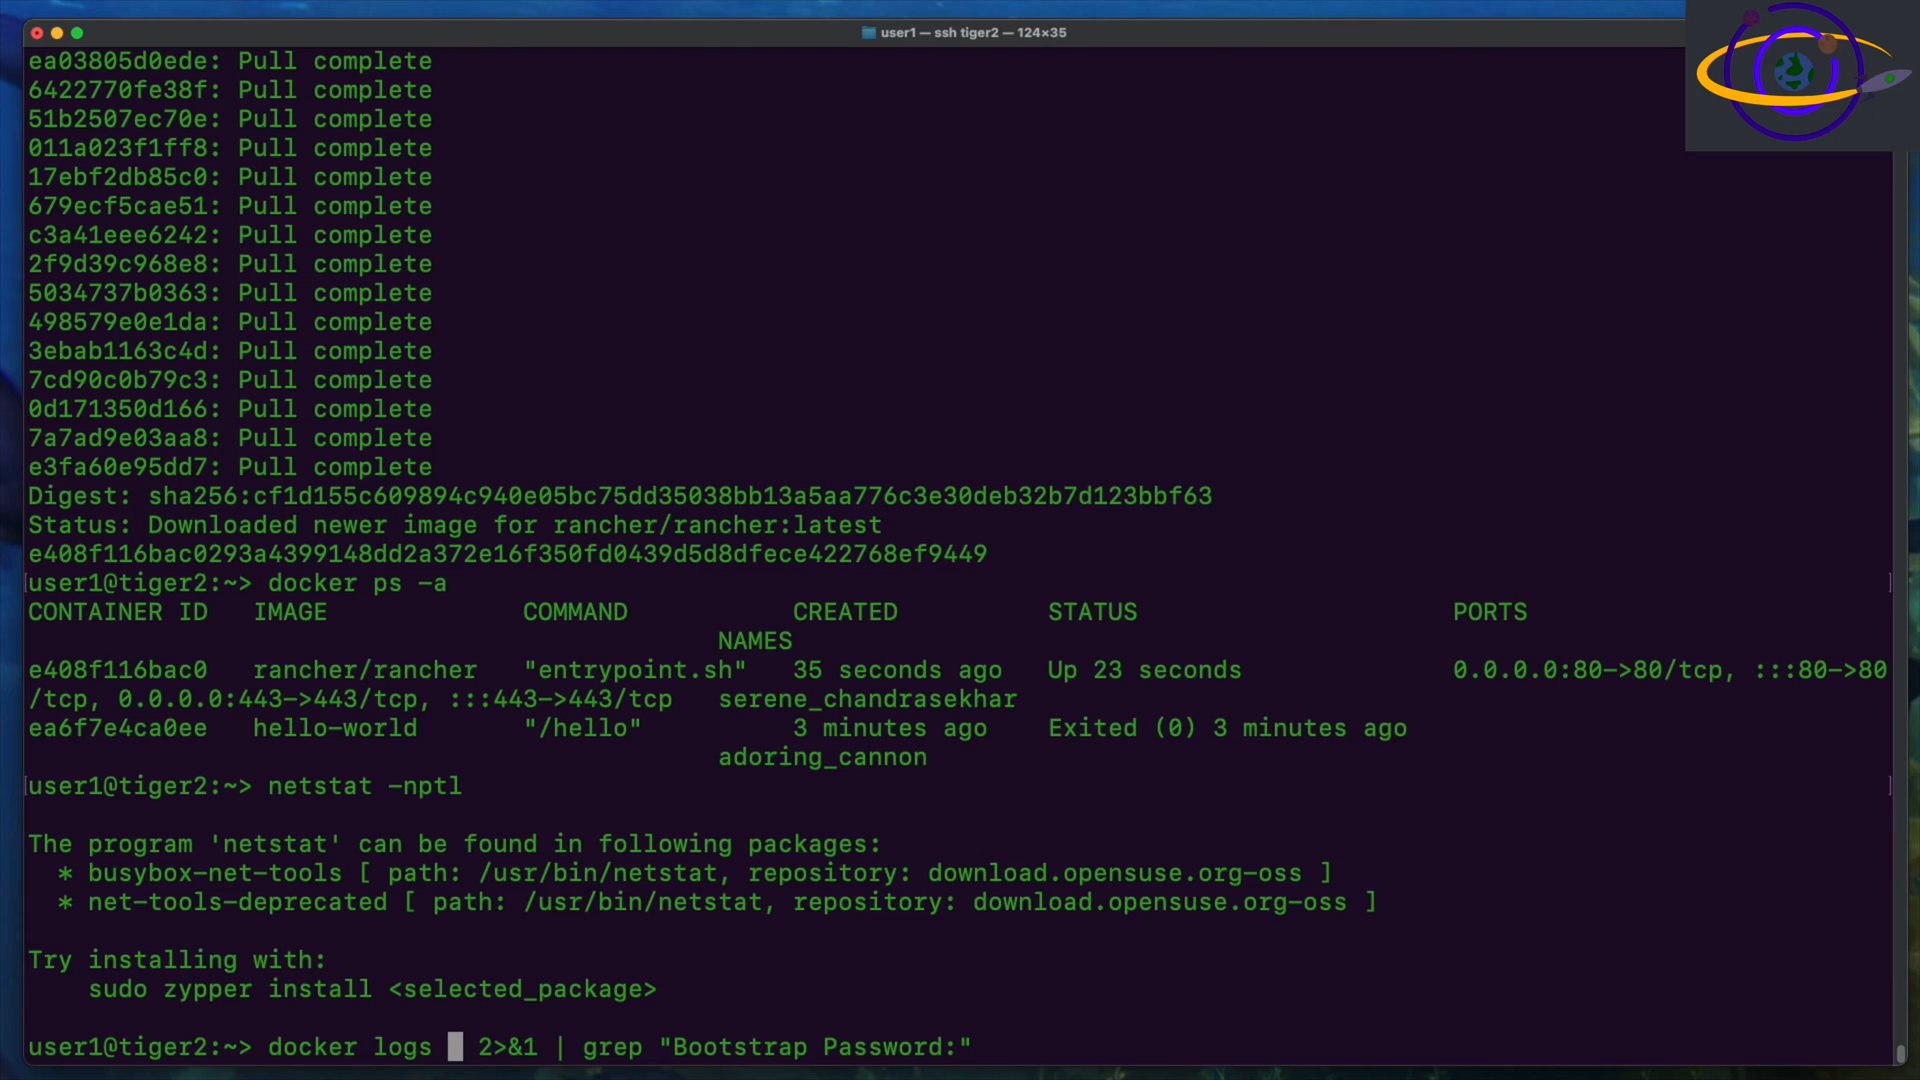 user1 — ssh tiger2 — 124×35
ea03805d0ede: Pull complete
6422770fe38f: Pull complete
51b2507ec70e: Pull complete
011a023f1ff8: Pull complete
17ebf2db85c0: Pull complete
679ecf5cae51: Pull complete
c3a41eee6242: Pull complete
2f9d39c968e8: Pull complete
5034737b0363: Pull complete
498579e0e1da: Pull complete
3ebab1163c4d: Pull complete
7cd90c0b79c3: Pull complete
0d171350d166: Pull complete
7a7ad9e03aa8: Pull complete
e3fa60e95dd7: Pull complete
Digest: sha256:cf1d155c609894c940e05bc75dd35038bb13a5aa776c3e30deb32b7d123bbf63
Status: Downloaded newer image for rancher/rancher:latest
e408f116bac0293a4399148dd2a372e16f350fd0439d5d8dfece422768ef9449
[user1@tiger2:~> docker ps -a ]
CONTAINER ID   IMAGE             COMMAND           CREATED          STATUS                     PORTS
NAMES
e408f116bac0   rancher/rancher   "entrypoint.sh"   35 seconds ago   Up 23 seconds              0.0.0.0:80->80/tcp, :::80->80
/tcp, 0.0.0.0:443->443/tcp, :::443->443/tcp   serene_chandrasekhar
ea6f7e4ca0ee   hello-world       "/hello"          3 minutes ago    Exited (0) 3 minutes ago
adoring_cannon
[user1@tiger2:~> netstat -nptl ]
The program 'netstat' can be found in following packages:
* busybox-net-tools [ path: /usr/bin/netstat, repository: download.opensuse.org-oss ]
* net-tools-deprecated [ path: /usr/bin/netstat, repository: download.opensuse.org-oss ]
Try installing with:
sudo zypper install <selected_package>
user1@tiger2:~> docker logs   2>&1 | grep "Bootstrap Password:"